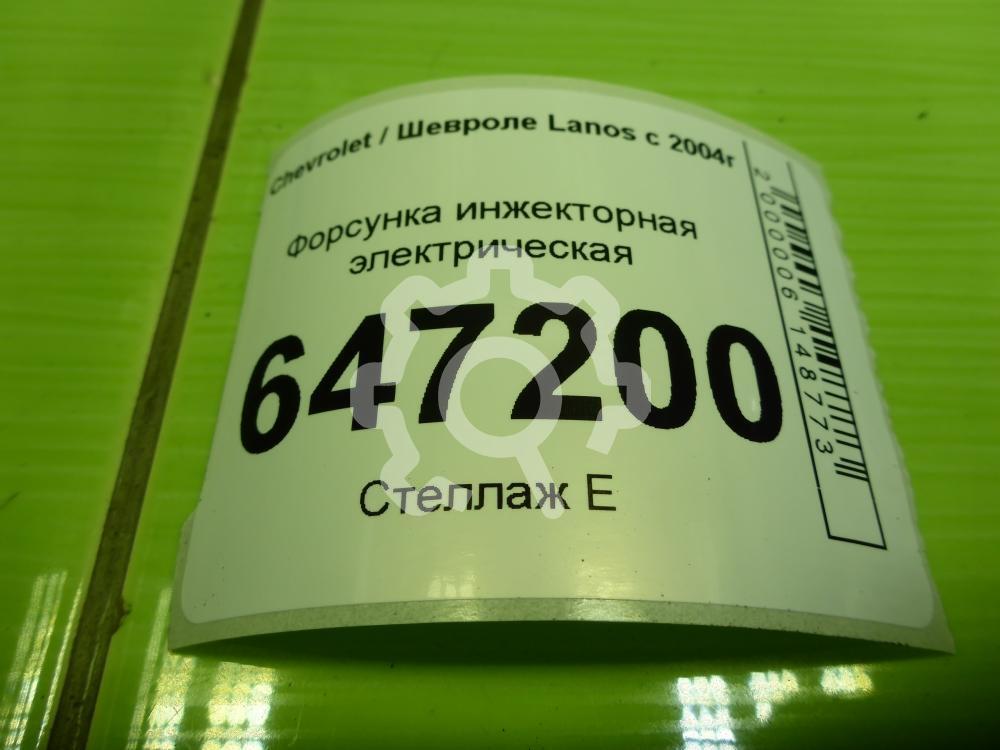 Chevrolet / Шевроле Lanos с 2004г
Форсунка инжекторная
электрическая
647200
Стеллаж Е
2000006148773